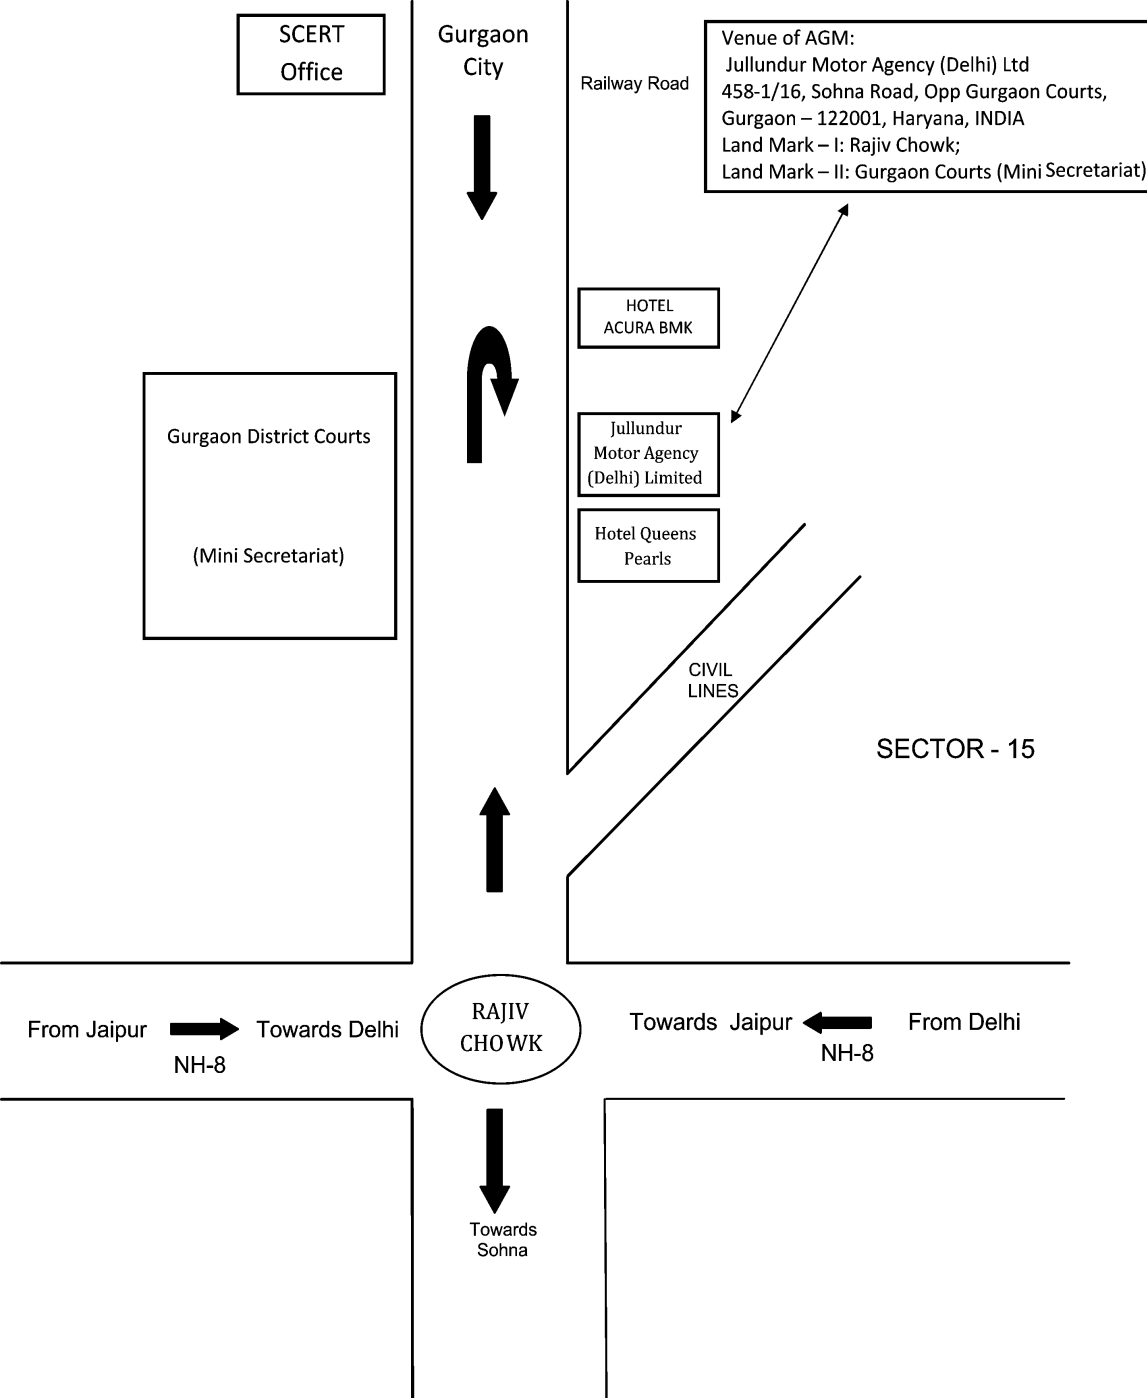 SCERT
Office
Gurgaon
City
Railway Road
Venue of AGM:
Jullundur Motor Agency (Delhi) Ltd
458-1/16, Sohna Road, Opp Gurgaon Courts,
Gurgaon – 122001, Haryana, INDIA
Land Mark – I: Rajiv Chowk;
Land Mark – II: Gurgaon Courts (Mini Secretariat)
HOTEL
ACURA BMK
Gurgaon District Courts
(Mini Secretariat)
Jullundur
Motor Agency
(Delhi) Limited
Hotel Queens
Pearls
CIVIL
LINES
SECTOR - 15
From Jaipur
Towards Delhi
NH-8
RAJIV
CHOWK
Towards Jaipur
From Delhi
NH-8
Towards
Sohna